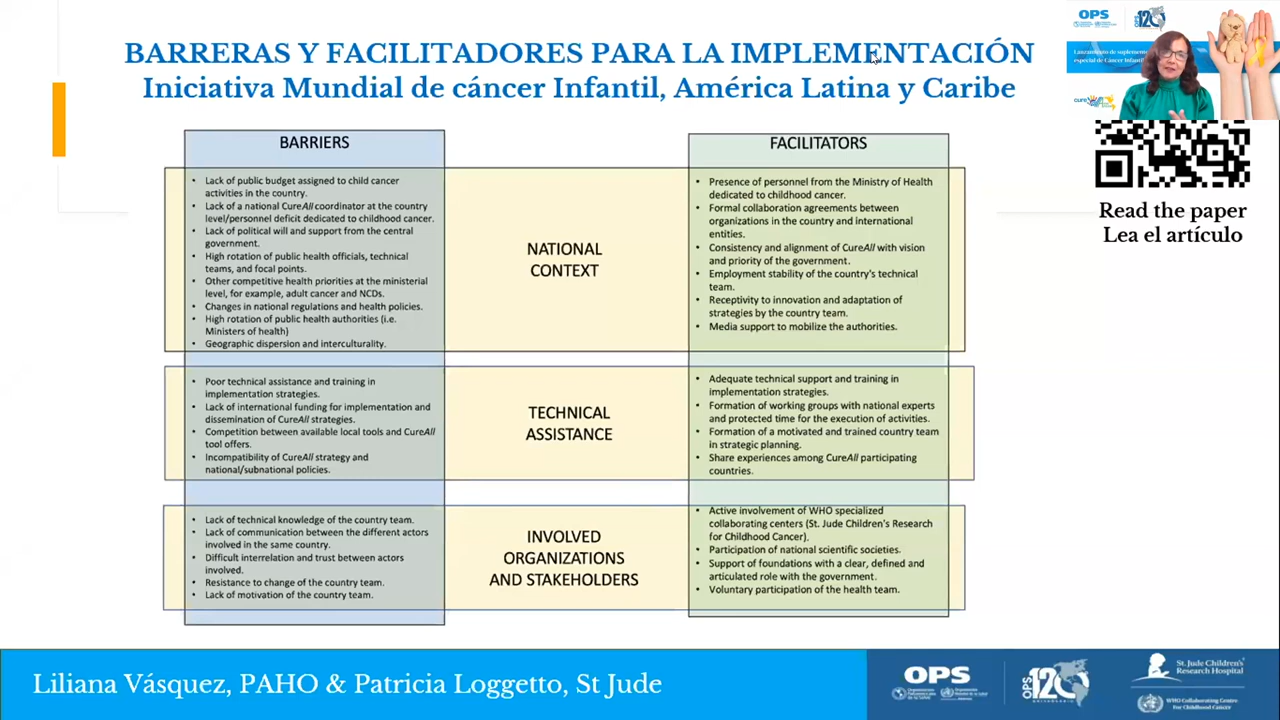 BARRERAS Y FACILITADORES PARA LA IMPLEMENTACIÓN
Iniciativa Mundial de cáncer Infantil, América Latina y Caribe
OPS
Lanzamiento de suplemento
especial de Cáncer Infantil
Read the paper
Lea el artículo
BARRIERS
• Lack of public budget assigned to child cancer
activities in the country.
• Lack of a national CureAll coordinator at the country
level/personnel deficit dedicated to childhood cancer.
• Lack of political will and support from the central
government.
• High rotation of public health officials, technical
teams, and focal points.
• Other competitive health priorities at the ministerial
level, for example, adult cancer and NCDs.
• Changes in national regulations and health policies.
• High rotation of public health authorities (i.e.
Ministers of health)
• Geographic dispersion and interculturality.
NATIONAL
CONTEXT
FACILITATORS
• Presence of personnel from the Ministry of Health
dedicated to childhood cancer.
• Formal collaboration agreements between
organizations in the country and international
entities.
• Consistency and alignment of CureAll with vision
and priority of the government.
• Employment stability of the country's technical
team.
• Receptivity to innovation and adaptation of
strategies by the country team.
• Media support to mobilize the authorities.
• Poor technical assistance and training in
implementation strategies.
• Lack of international funding for implementation and
dissemination of CureAll strategies.
• Competition between available local tools and CureAll
tool offers.
• Incompatibility of CureAll strategy and
national/subnational policies.
TECHNICAL
ASSISTANCE
• Adequate technical support and training in
implementation strategies.
• Formation of working groups with national experts
and protected time for the execution of activities.
• Formation of a motivated and trained country team
in strategic planning.
• Share experiences among CureAll participating
countries.
• Lack of technical knowledge of the country team.
• Lack of communication between the different actors
involved in the same country.
• Difficult interrelation and trust between actors
involved.
• Resistance to change of the country team.
• Lack of motivation of the country team.
INVOLVED
ORGANIZATIONS
AND STAKEHOLDERS
• Active involvement of WHO specialized
collaborating centers (St. Jude Children's Research
for Childhood Cancer).
• Participation of national scientific societies.
• Support of foundations with a clear, defined and
articulated role with the government.
• Voluntary participation of the health team.
Liliana Vásquez, PAHO & Patricia Loggetto, St Jude
OPS
OPS 120
ANIVERSARIO
St. Jude Children's
Research Hospital
WHO Collaborating Centre
For Childhood Cancer